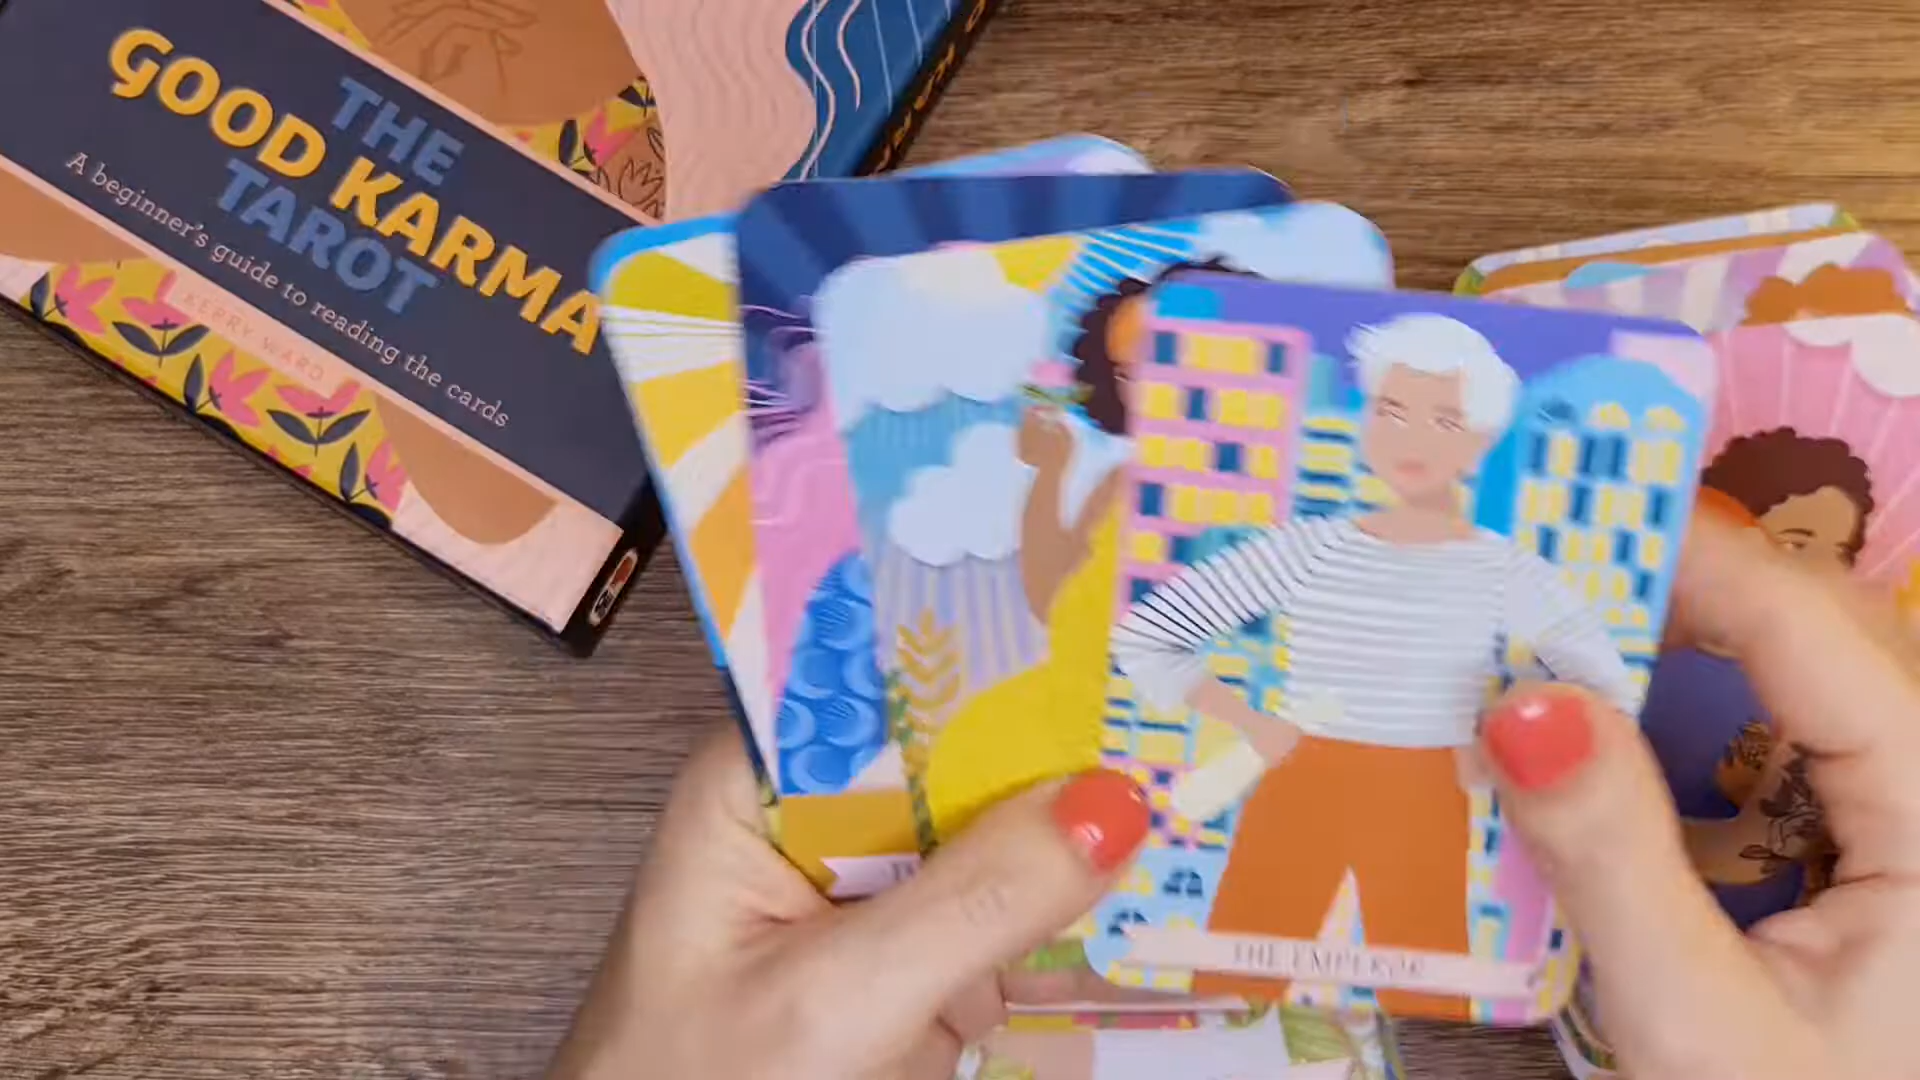 THE
GOOD KARMA
TAROT
A beginner's guide to reading the cards
KERRY WARD
THE EMPEROR